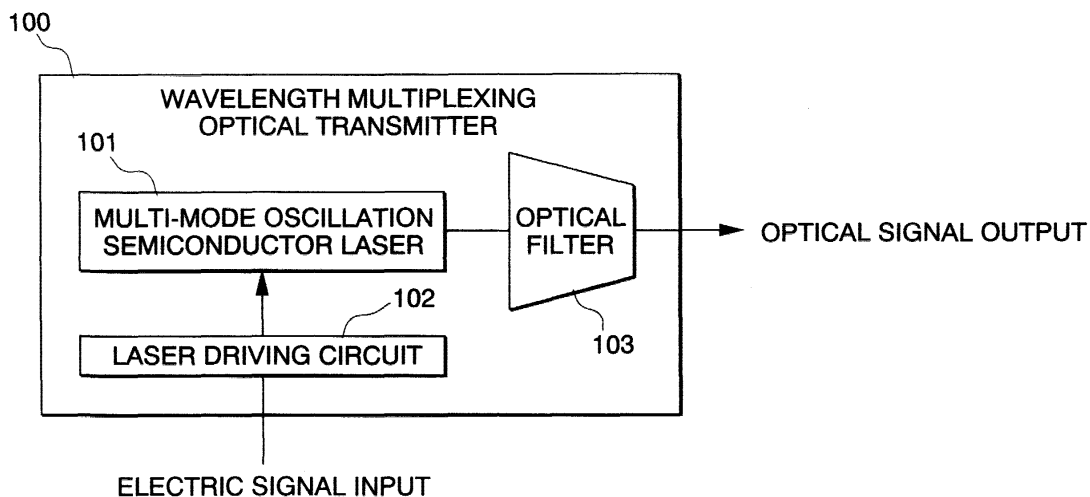 100
WAVELENGTH MULTIPLEXING
OPTICAL TRANSMITTER
101
MULTI-MODE OSCILLATION
SEMICONDUCTOR LASER
OPTICAL
FILTER
OPTICAL SIGNAL OUTPUT
102
103
LASER DRIVING CIRCUIT
ELECTRIC SIGNAL INPUT